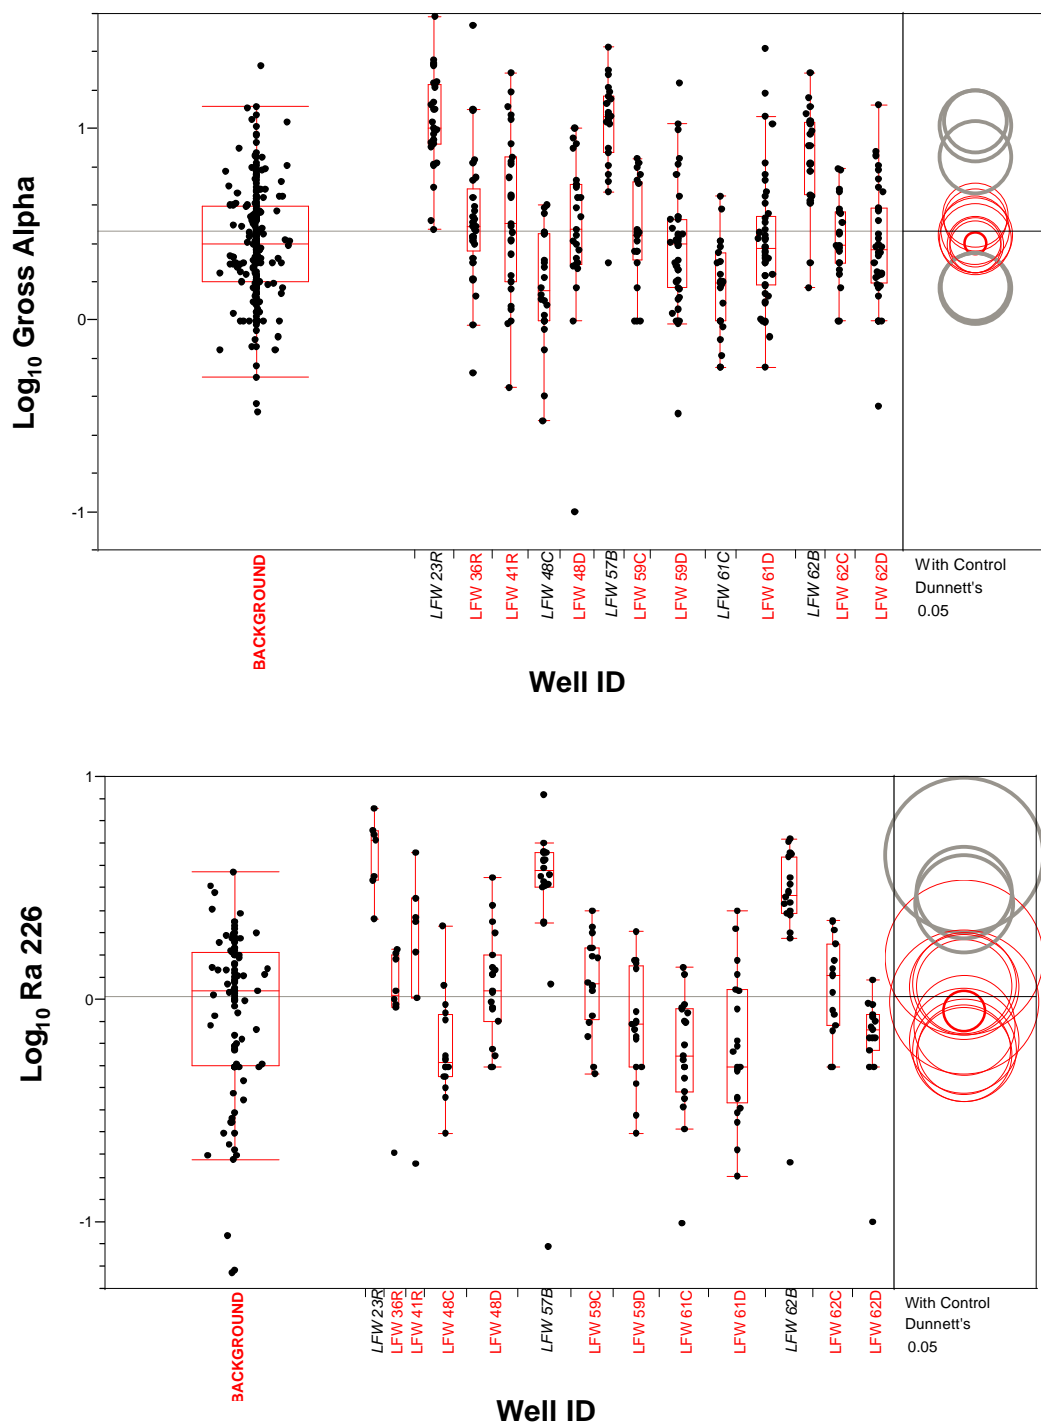 Log10 Gross Alpha
1
0
-1
BACKGROUND
LFW 23R
LFW 36R
LFW 41R
LFW 48C
LFW 48D
LFW 57B
LFW 59C
LFW 59D
LFW 61C
LFW 61D
LFW 62B
LFW 62C
LFW 62D
With Control
Dunnett's
0.05
Well ID
Log10 Ra 226
1
0
-1
BACKGROUND
LFW 23R
LFW 36R
LFW 41R
LFW 48C
LFW 48D
LFW 57B
LFW 59C
LFW 59D
LFW 61C
LFW 61D
LFW 62B
LFW 62C
LFW 62D
With Control
Dunnett's
0.05
Well ID